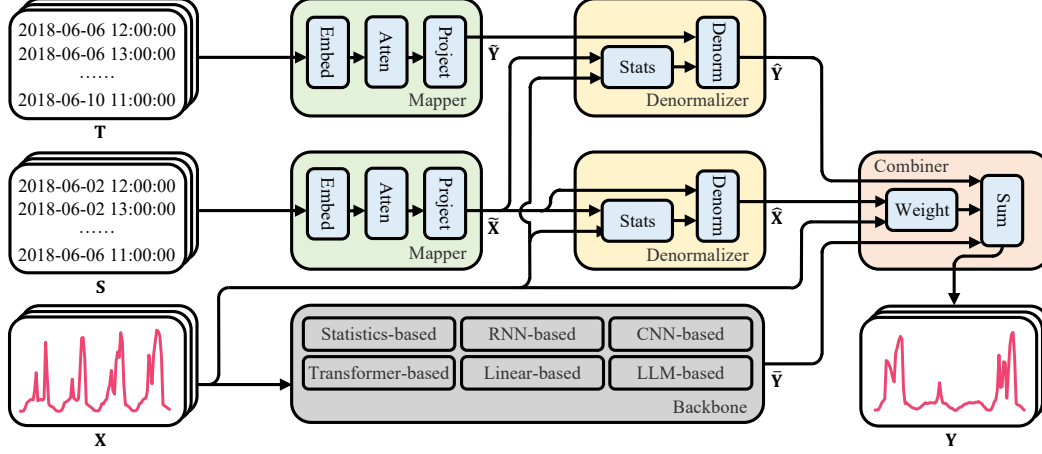 2018-06-06 12:00:00
2018-06-06 13:00:00
......
2018-06-10 11:00:00
T
Embed
Atten
Project
Mapper
Ỹ
Stats
Denorm
Denormalizer
Ŷ
2018-06-02 12:00:00
2018-06-02 13:00:00
......
2018-06-06 11:00:00
S
Embed
Atten
Project
Mapper
X̃
Stats
Denorm
Denormalizer
X̂
Combiner
Weight
Sum
X
Statistics-based RNN-based CNN-based
Transformer-based Linear-based LLM-based
Backbone
Ȳ
Y